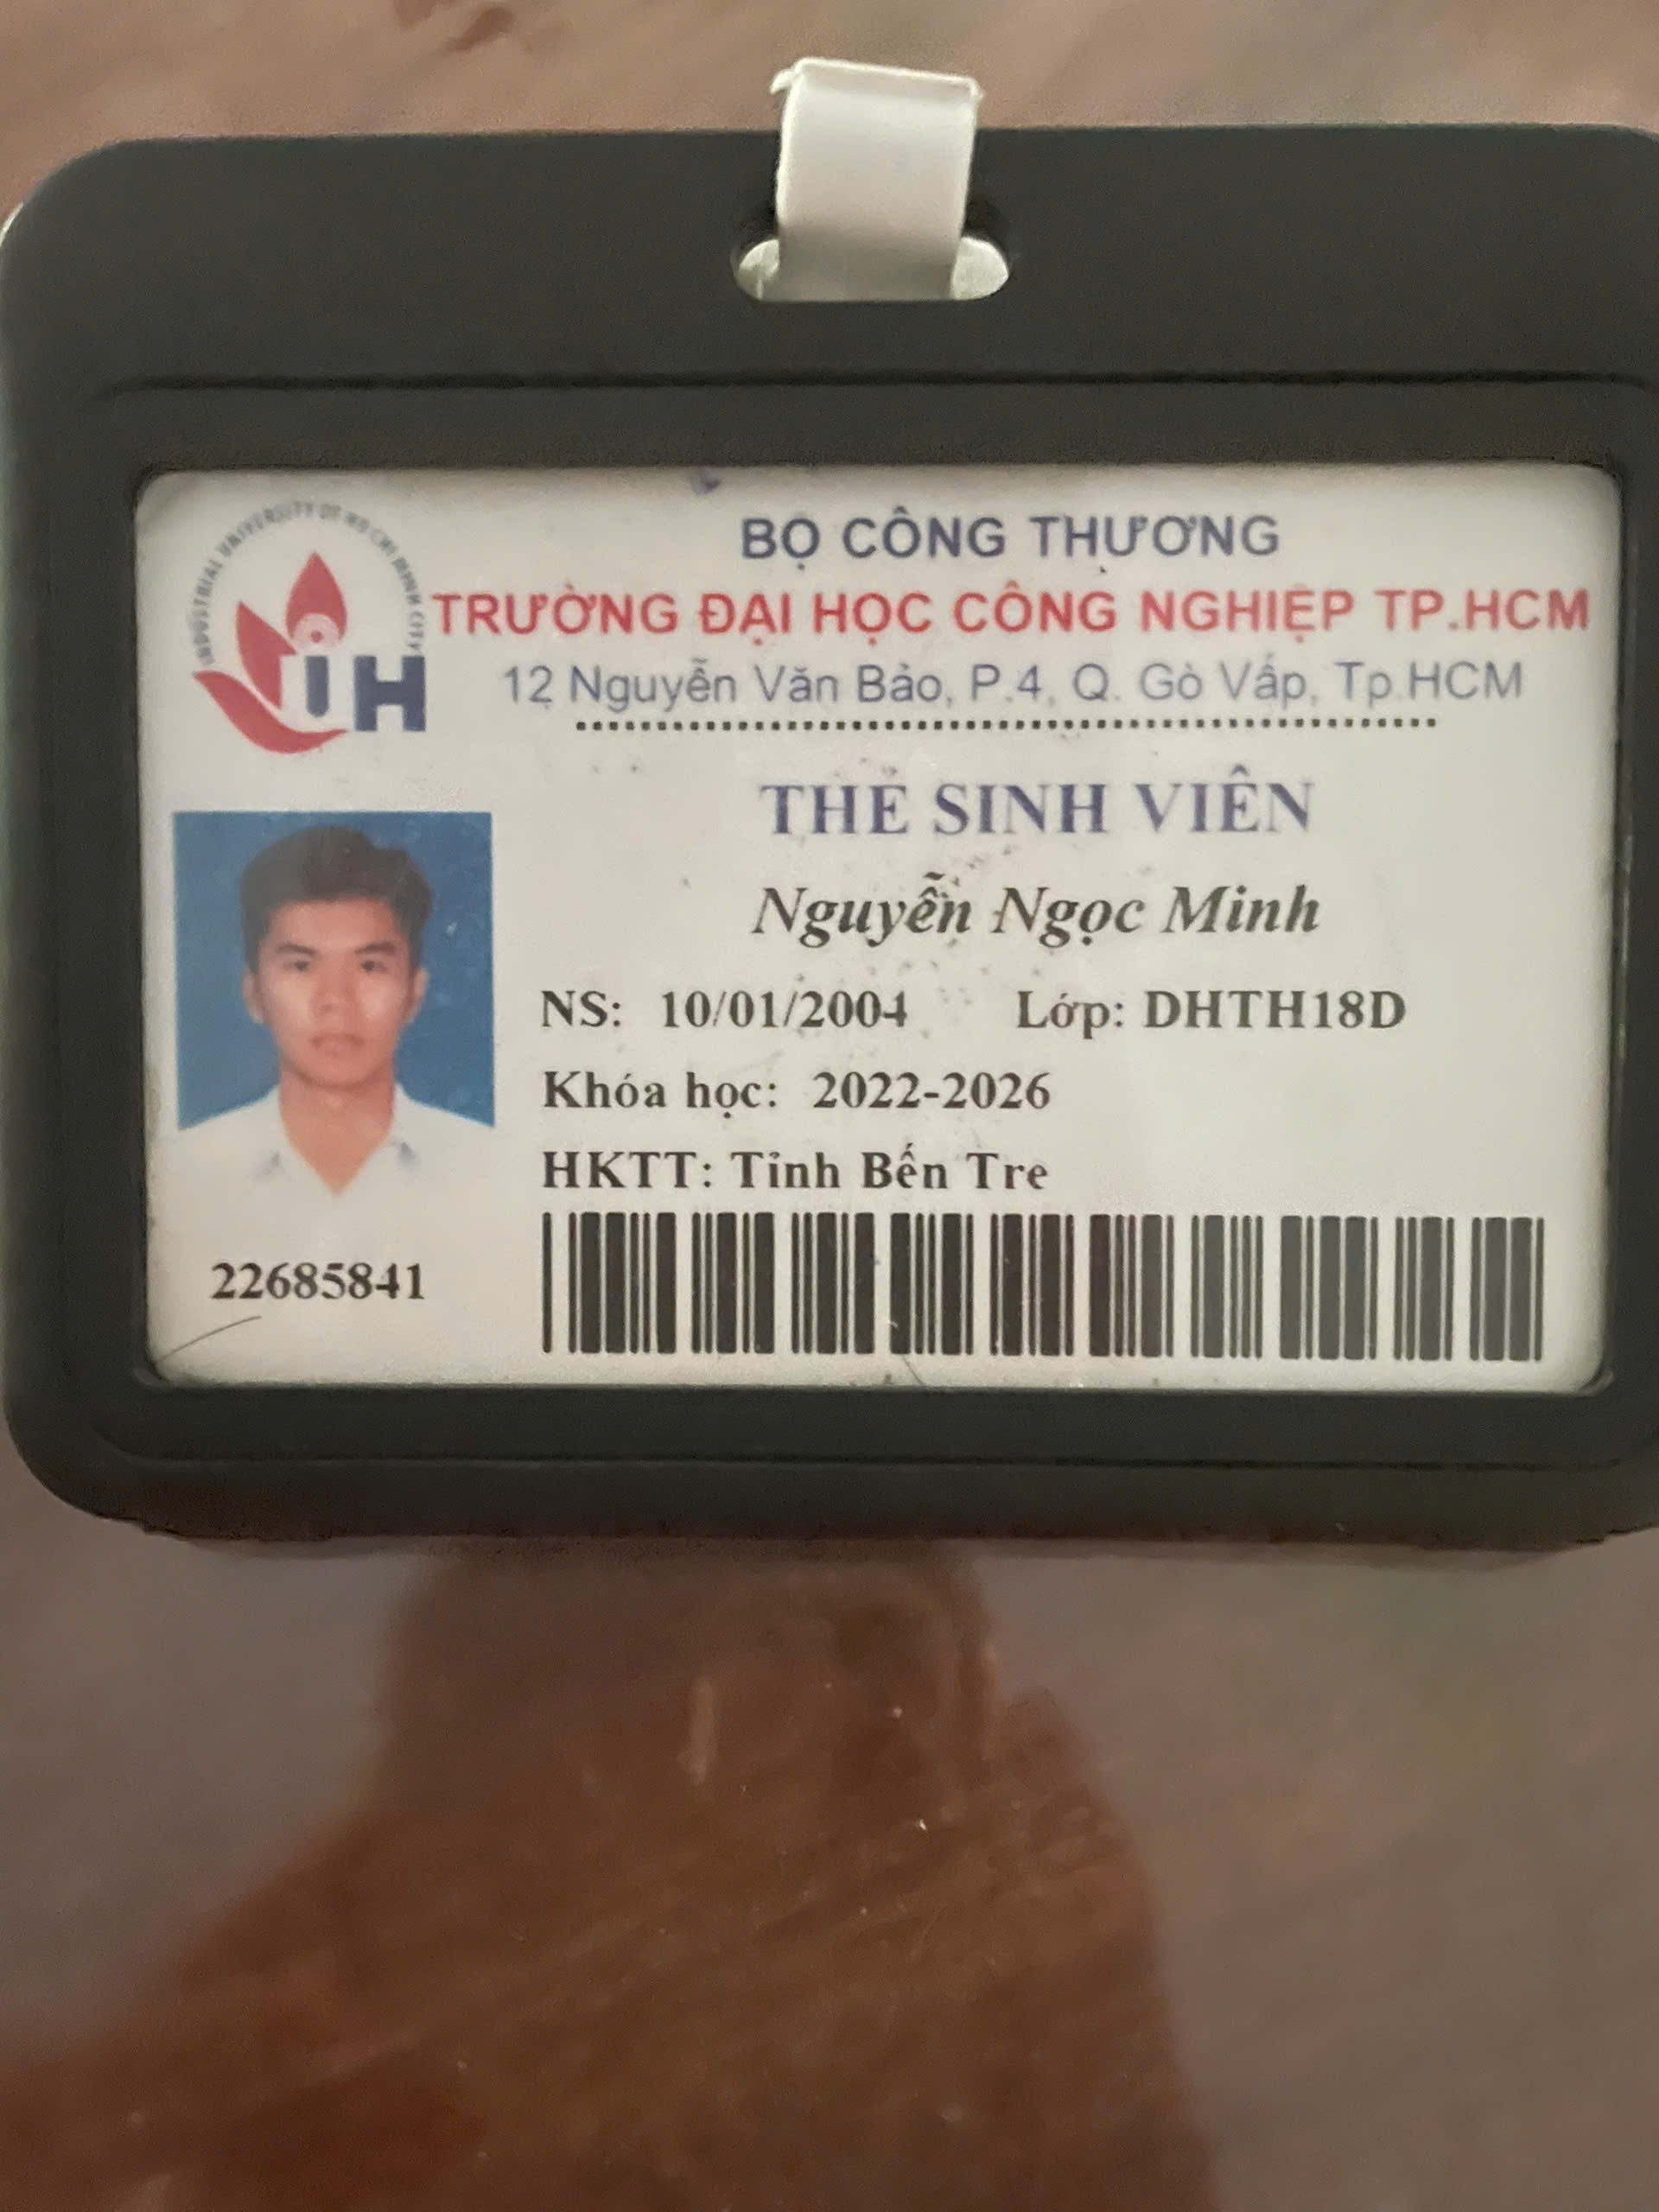 INDUSTRIAL UNIVERSITY OF HO CHI MINH CITY
IH
BỘ CÔNG THƯƠNG
TRƯỜNG ĐẠI HỌC CÔNG NGHIỆP TP.HCM
12 Nguyễn Văn Bảo, P.4, Q. Gò Vấp, Tp.HCM
THẺ SINH VIÊN
Nguyễn Ngọc Minh
NS: 10/01/2004 Lớp: DHTH18D
Khóa học: 2022-2026
HKTT: Tỉnh Bến Tre
22685841